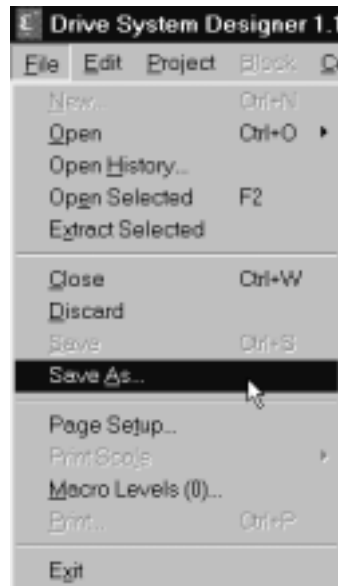 Drive System Designer 1.1
File Edit Project Block
New... Ctrl+N
Open Ctrl+O
Open History...
Open Selected F2
Extract Selected
Close Ctrl+W
Discard
Save Ctrl+S
Save As...
Page Setup...
Print Scale
Macro Levels (0)...
Print... Ctrl+P
Exit